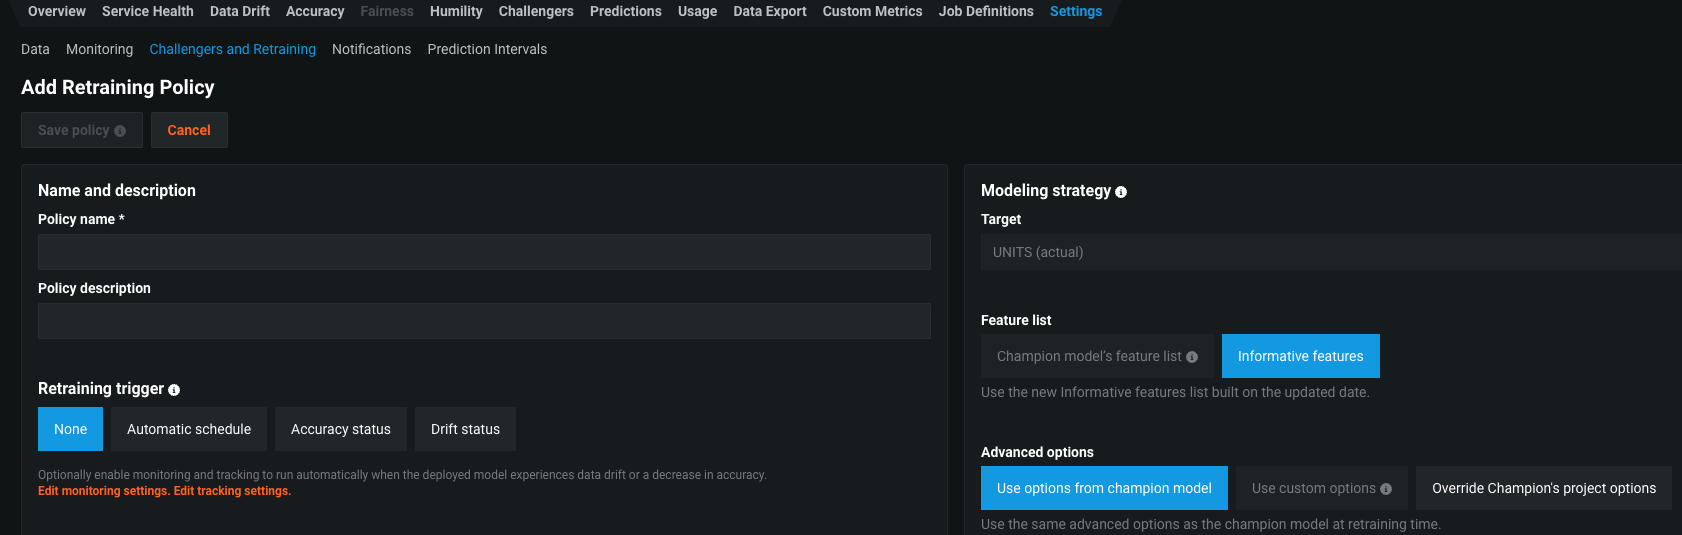 Overview Service Health Data Drift Accuracy Fairness Humility Challengers Predictions Usage Data Export Custom Metrics Job Definitions Settings
Data Monitoring Challengers and Retraining Notifications Prediction Intervals
Add Retraining Policy
Save policy Cancel
Name and description
Policy name *
Policy description
Retraining trigger
None Automatic schedule Accuracy status Drift status
Optionally enable monitoring and tracking to run automatically when the deployed model experiences data drift or a decrease in accuracy.
Edit monitoring settings. Edit tracking settings.
Modeling strategy
Target
UNITS (actual)
Feature list
Champion model's feature list Informative features
Use the new Informative features list built on the updated date.
Advanced options
Use options from champion model Use custom options Override Champion's project options
Use the same advanced options as the champion model at retraining time.